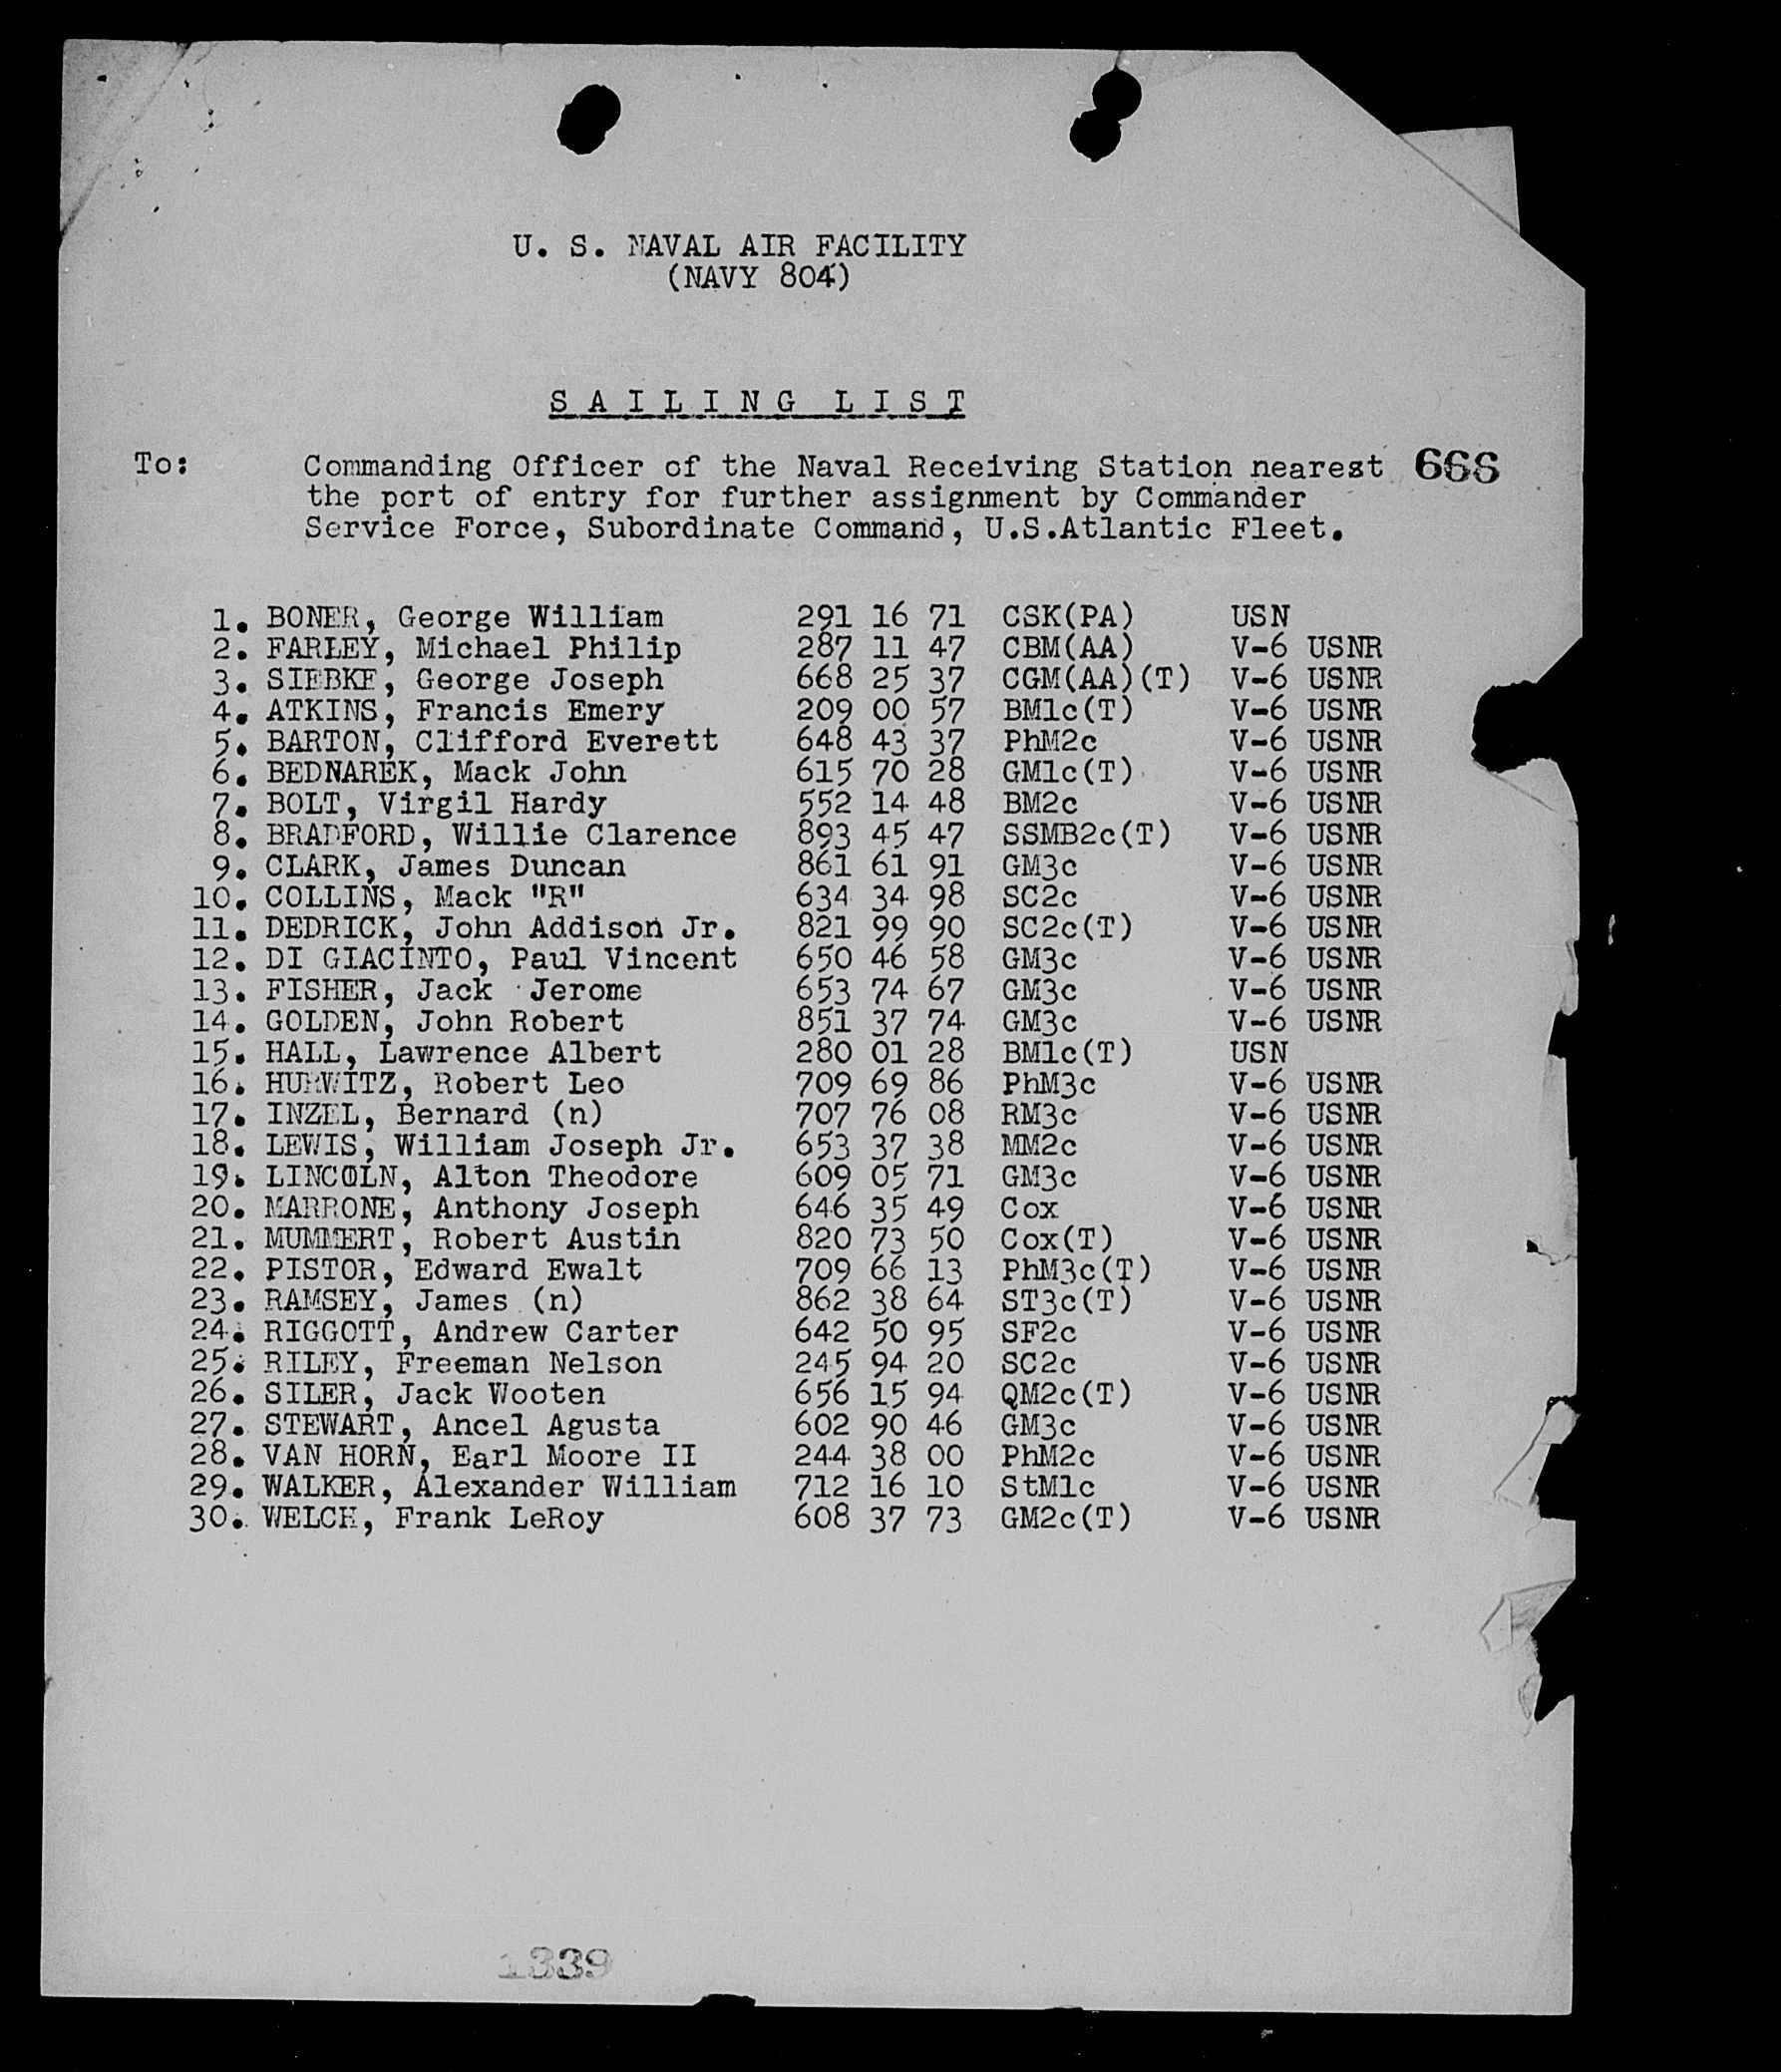 U. S. NAVAL AIR FACILITY
(NAVY 804)
S A I L I N G  L I S T
To: Commanding Officer of the Naval Receiving Station nearest 666
the port of entry for further assignment by Commander
Service Force, Subordinate Command, U.S.Atlantic Fleet.
1. BONER, George William 291 16 71 CSK(PA) USN
2. FARLEY, Michael Philip 287 11 47 CBM(AA) V-6 USNR
3. SIEBKE, George Joseph 668 25 37 CGM(AA)(T) V-6 USNR
4. ATKINS, Francis Emery 209 00 57 BM1c(T) V-6 USNR
5. BARTON, Clifford Everett 648 43 37 PhM2c V-6 USNR
6. BEDNAREK, Mack John 615 70 28 GM1c(T) V-6 USNR
7. BOLT, Virgil Hardy 552 14 48 BM2c V-6 USNR
8. BRADFORD, Willie Clarence 893 45 47 SSMB2c(T) V-6 USNR
9. CLARK, James Duncan 861 61 91 GM3c V-6 USNR
10. COLLINS, Mack "R" 634 34 98 SC2c V-6 USNR
11. DEDRICK, John Addison Jr. 821 99 90 SC2c(T) V-6 USNR
12. DI GIACINTO, Paul Vincent 650 46 58 GM3c V-6 USNR
13. FISHER, Jack Jerome 653 74 67 GM3c V-6 USNR
14. GOLDEN, John Robert 851 37 74 GM3c V-6 USNR
15. HALL, Lawrence Albert 280 01 28 BM1c(T) USN
16. HURWITZ, Robert Leo 709 69 86 PhM3c V-6 USNR
17. INZEL, Bernard (n) 707 76 08 RM3c V-6 USNR
18. LEWIS, William Joseph Jr. 653 37 38 MM2c V-6 USNR
19. LINCOLN, Alton Theodore 609 05 71 GM3c V-6 USNR
20. MARRONE, Anthony Joseph 646 35 49 Cox V-6 USNR
21. MUMMERT, Robert Austin 820 73 50 Cox(T) V-6 USNR
22. PISTOR, Edward Ewalt 709 66 13 PhM3c(T) V-6 USNR
23. RAMSEY, James (n) 862 38 64 ST3c(T) V-6 USNR
24. RIGGOTT, Andrew Carter 642 50 95 SF2c V-6 USNR
25. RILEY, Freeman Nelson 245 94 20 SC2c V-6 USNR
26. SILER, Jack Wooten 656 15 94 QM2c(T) V-6 USNR
27. STEWART, Ancel Agusta 602 90 46 GM3c V-6 USNR
28. VAN HORN, Earl Moore II 244 38 00 PhM2c V-6 USNR
29. WALKER, Alexander William 712 16 10 StM1c V-6 USNR
30. WELCH, Frank LeRoy 608 37 73 GM2c(T) V-6 USNR
1339